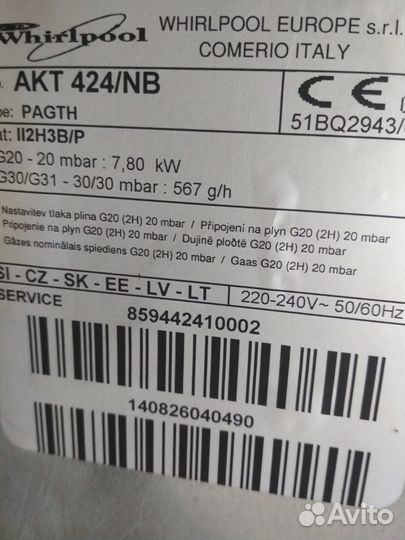 Whirlpool
WHIRLPOOL EUROPE s.r.l.
COMERIO ITALY
AKT 424/NB
CE
PAGTH
51BQ2943/
II2H3B/P
G20 - 20 mbar : 7,80 kW
G30/G31 - 30/30 mbar : 567 g/h
Nastavitev tlaka plina G20 (2H) 20 mbar / Připojení na plyn G20 (2H) 20 mbar
Pripojenie na plyn G20 (2H) 20 mbar / Dujinė plodtė G20 (2H) 20 mbar
Gāzes nominālais spiediens G20 (2H) 20 mbar / Gaas G20 (2H) 20 mbar
SI - CZ - SK - EE - LV - LT
220-240V~ 50/60Hz
SERVICE
859442410002
140826040490
Avito